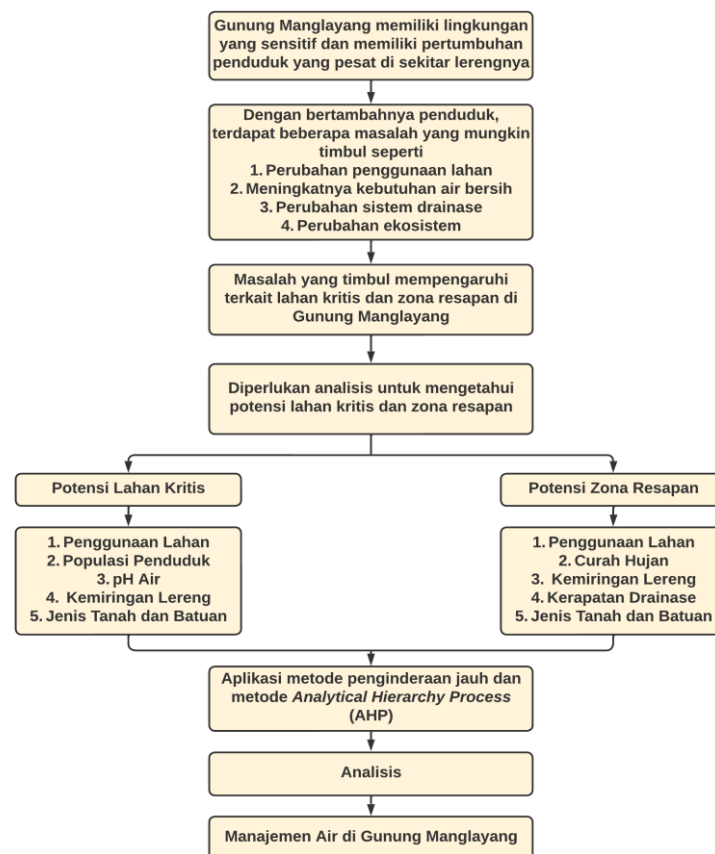 Gunung Manglayang memiliki lingkungan
yang sensitif dan memiliki pertumbuhan
penduduk yang pesat di sekitar lerengnya
Dengan bertambahnya penduduk,
terdapat beberapa masalah yang mungkin
timbul seperti
1. Perubahan penggunaan lahan
2. Meningkatnya kebutuhan air bersih
3. Perubahan sistem drainase
4. Perubahan ekosistem
Masalah yang timbul mempengaruhi
terkait lahan kritis dan zona resapan di
Gunung Manglayang
Diperlukan analisis untuk mengetahui
potensi lahan kritis dan zona resapan
Potensi Lahan Kritis
1. Penggunaan Lahan
2. Populasi Penduduk
3. pH Air
4. Kemiringan Lereng
5. Jenis Tanah dan Batuan
Potensi Zona Resapan
1. Penggunaan Lahan
2. Curah Hujan
3. Kemiringan Lereng
4. Kerapatan Drainase
5. Jenis Tanah dan Batuan
Aplikasi metode penginderaan jauh dan
metode Analytical Hierarchy Process
(AHP)
Analisis
Manajemen Air di Gunung Manglayang